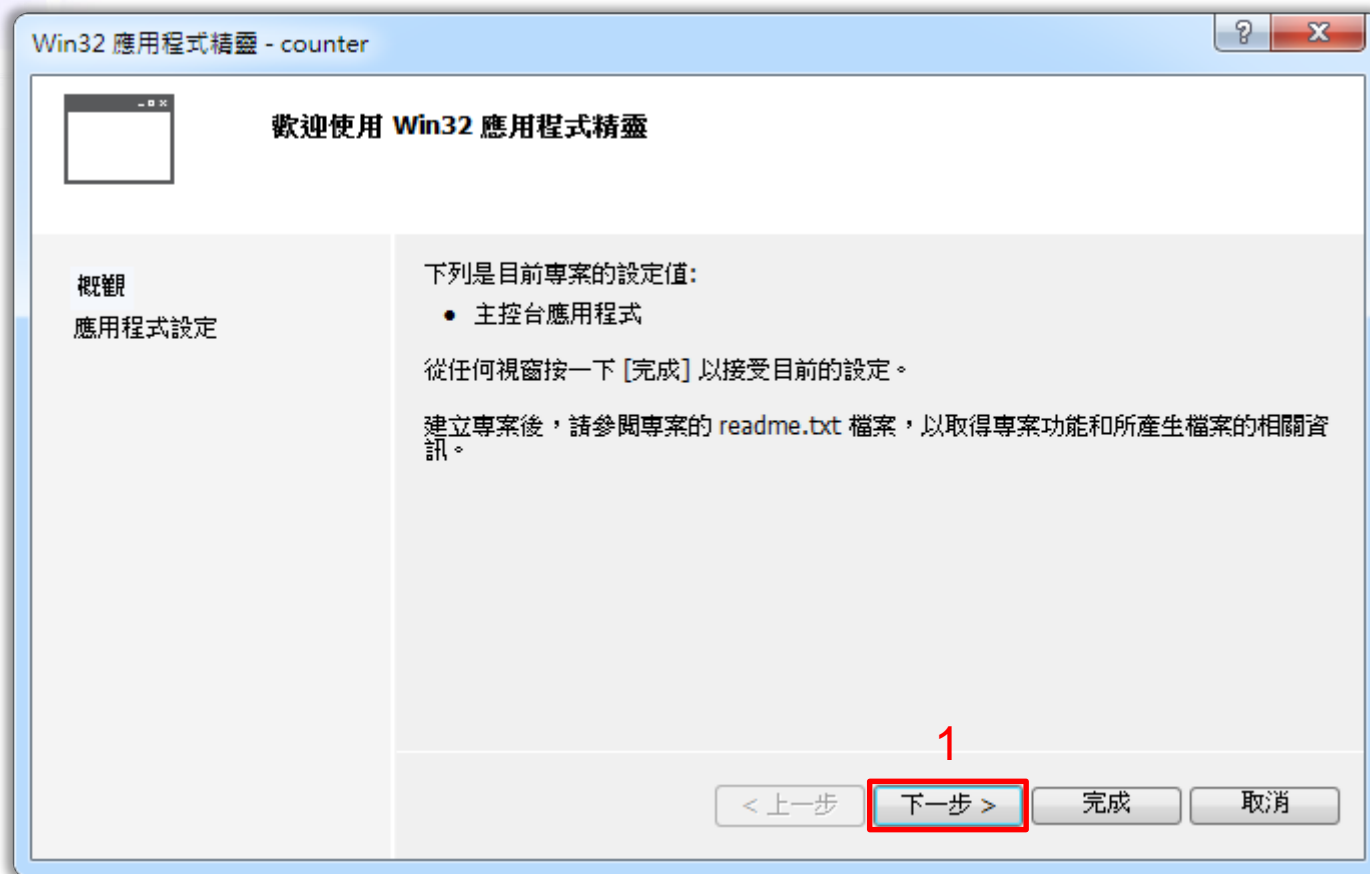 Win32 應用程式精靈 - counter
歡迎使用 Win32 應用程式精靈
概觀
應用程式設定
下列是目前專案的設定值:
• 主控台應用程式
從任何視窗按一下 [完成] 以接受目前的設定。
建立專案後，請參閱專案的 readme.txt 檔案，以取得專案功能和所產生檔案的相關資
訊。
1
< 上一步 下一步 > 完成 取消